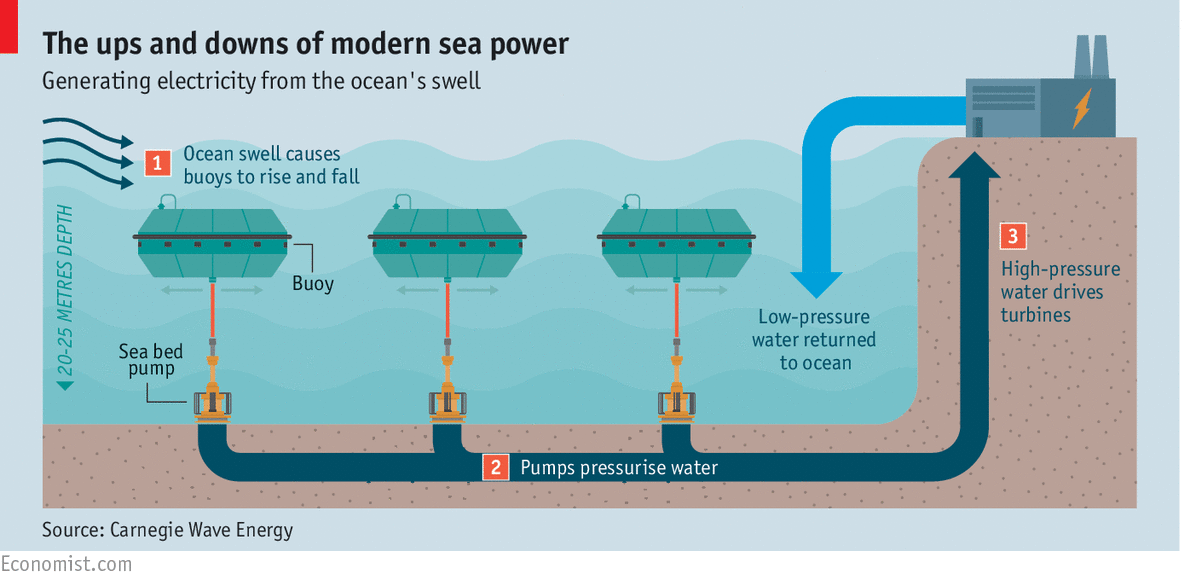 The ups and downs of modern sea power
Generating electricity from the ocean's swell
1
Ocean swell causes
buoys to rise and fall
20-25 METRES DEPTH
Buoy
Sea bed
pump
Low-pressure
water returned
to ocean
3
High-pressure
water drives
turbines
2 Pumps pressurise water
Source: Carnegie Wave Energy
Economist.com